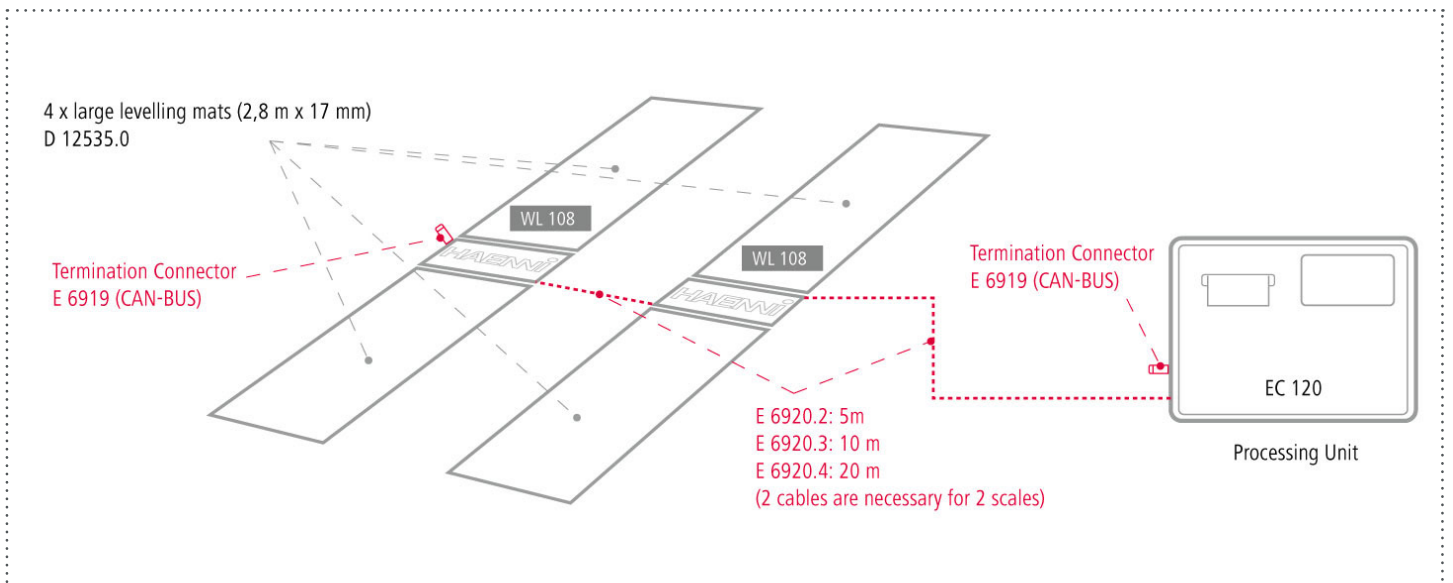 4 x large levelling mats (2,8 m x 17 mm)
D 12535.0
WL 108
HAENNI
Termination Connector
E 6919 (CAN-BUS)
WL 108
HAENNI
Termination Connector
E 6919 (CAN-BUS)
E 6920.2: 5m
E 6920.3: 10 m
E 6920.4: 20 m
(2 cables are necessary for 2 scales)
EC 120
Processing Unit